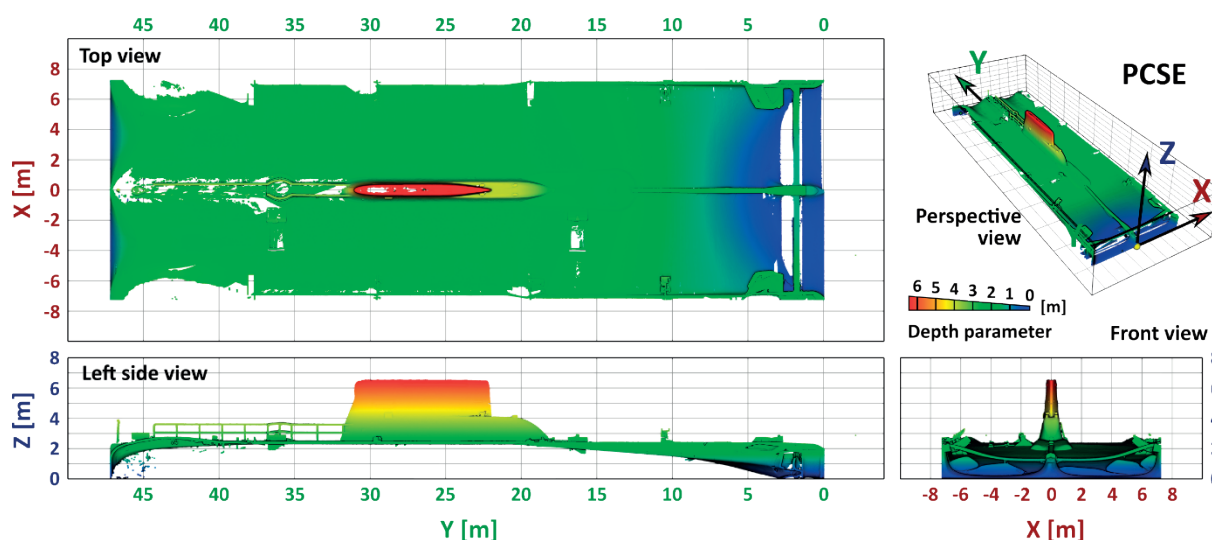 45 40 35 30 25 20 15 10 5 0
Top view
X [m]
8
6
4
2
0
-2
-4
-6
-8
PCSE
Y
Z
X
Perspective
view
6 5 4 3 2 1 0
[m]
Depth parameter
Left side view
Z [m]
8
6
4
2
0
45 40 35 30 25 20 15 10 5 0
Y [m]
Front view
4
2
-8 -6 -4 -2 0 2 4 6 8
X [m]